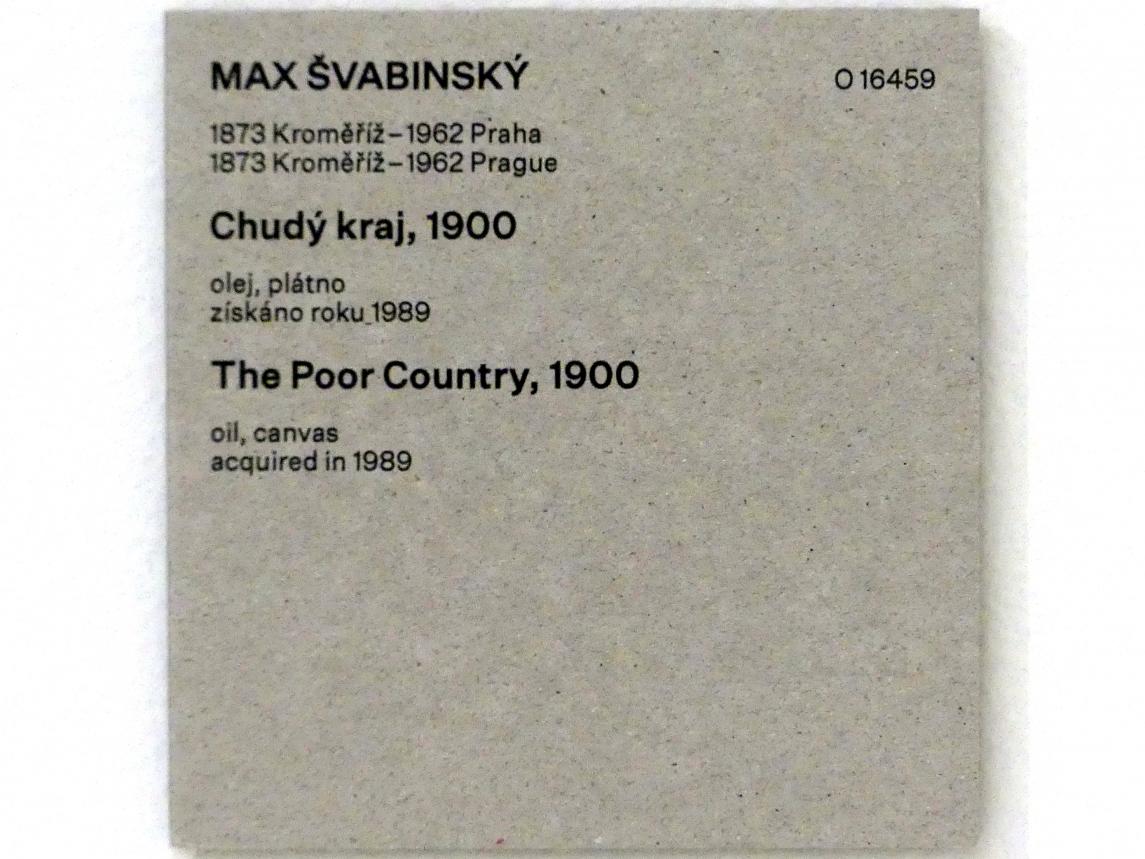 MAX ŠVABINSKÝ O 16459
1873 Kroměříž–1962 Praha
1873 Kroměříž–1962 Prague
Chudý kraj, 1900
olej, plátno
získáno roku 1989
The Poor Country, 1900
oil, canvas
acquired in 1989